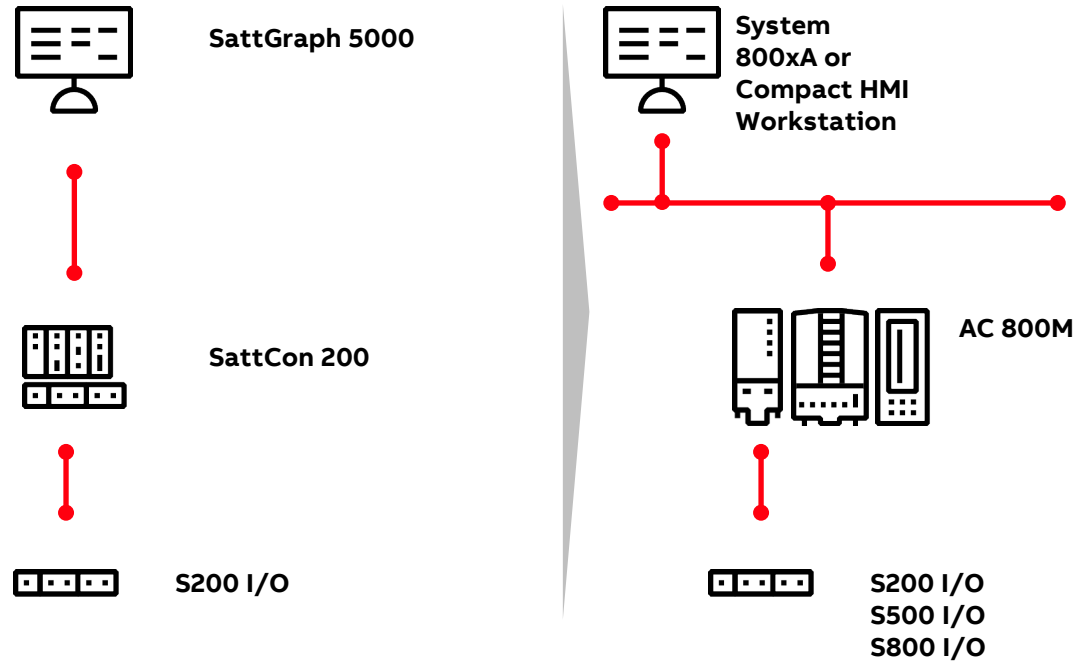 SattGraph 5000
SattCon 200
S200 I/O
System
800xA or
Compact HMI
Workstation
AC 800M
S200 I/O
S500 I/O
S800 I/O